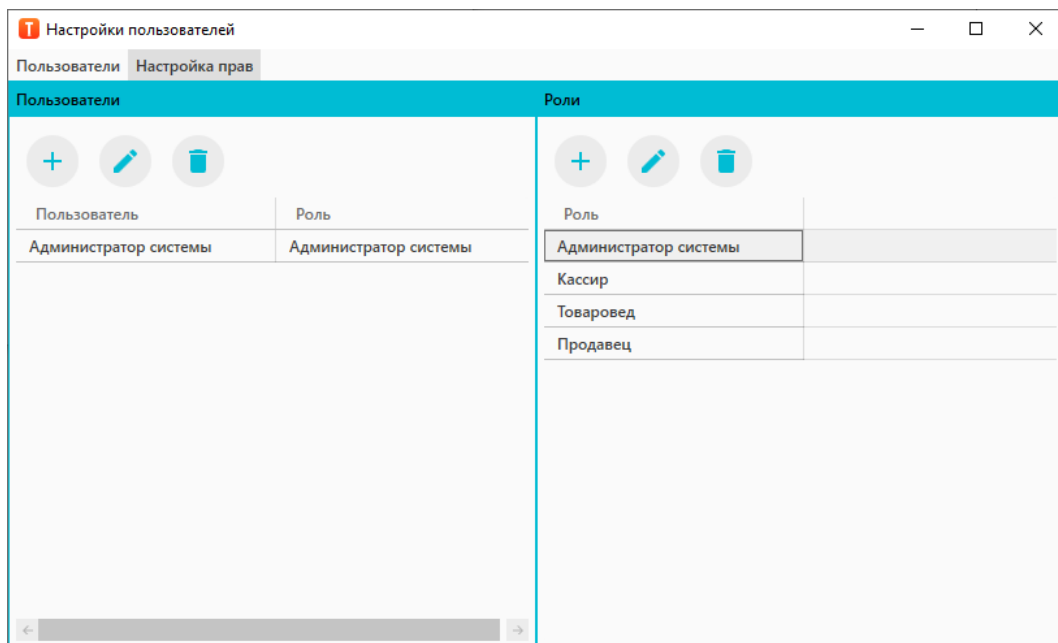 T Настройки пользователей
Пользователи Настройка прав
Пользователи
Пользователь Роль
Администратор системы Администратор системы
Роли
Роль
Администратор системы
Кассир
Товаровед
Продавец